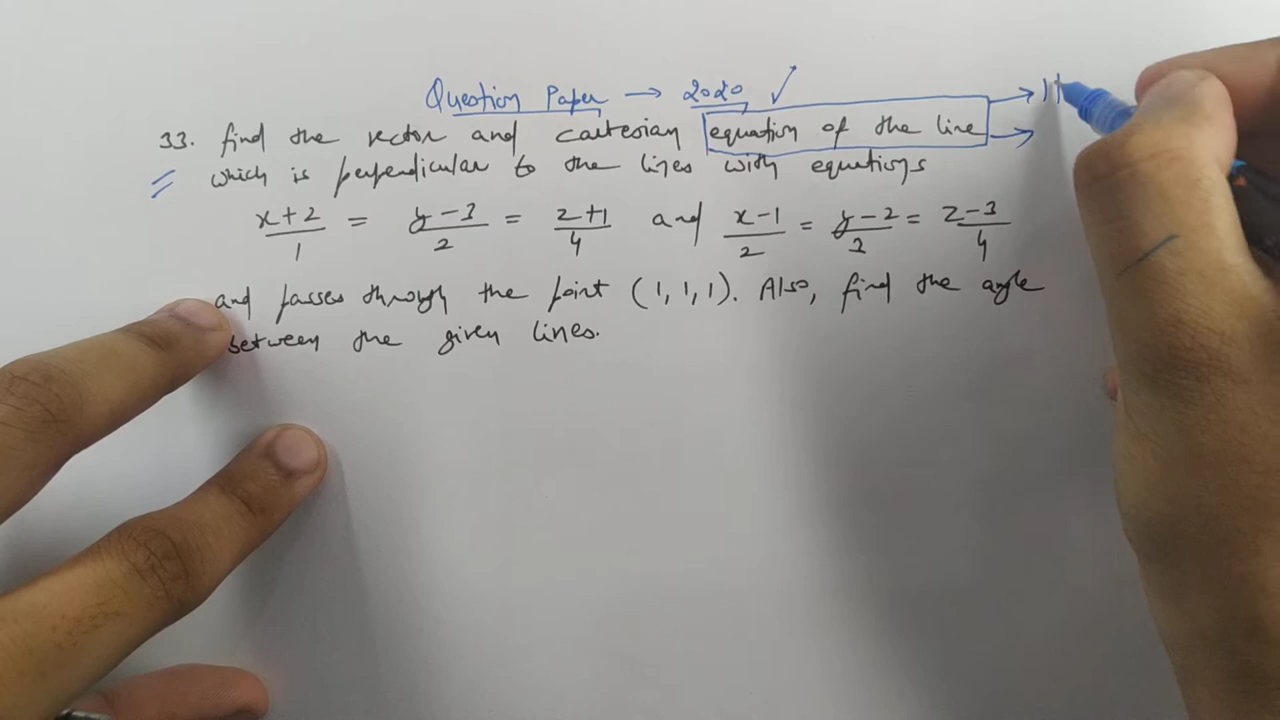 Question Paper → 2020 ✓
33. find the vector and cartesian equation of the line
which is perpendicular to the lines with equations
x+2/1 = y-3/2 = z+1/4 and x-1/2 = y-2/3 = z-3/4
and passes through the point (1, 1, 1). Also, find the angle
between the given lines.